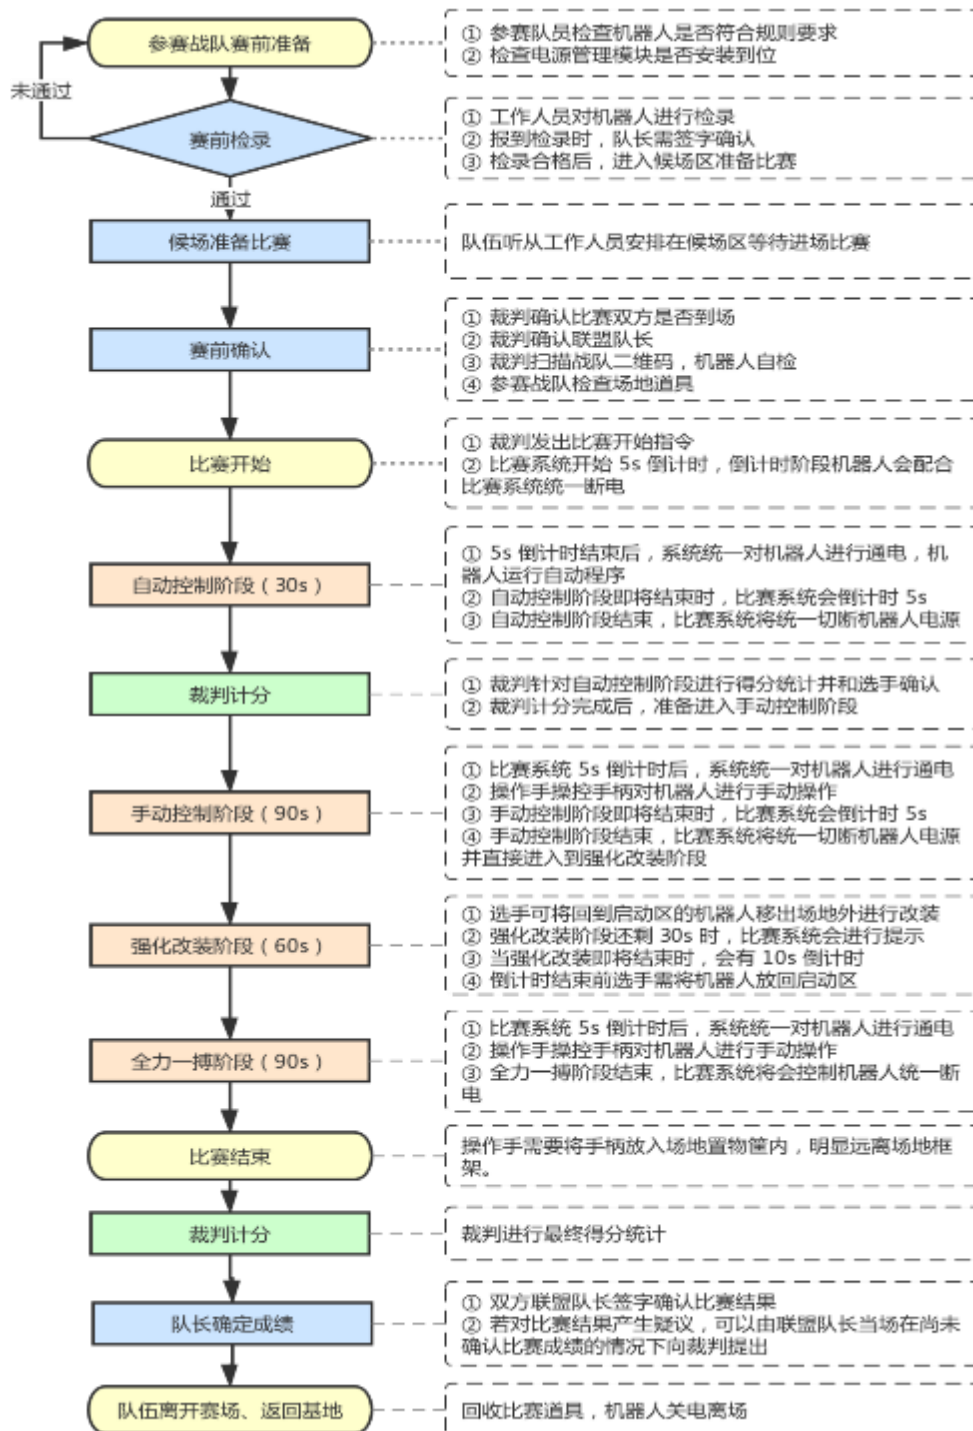 参赛战队赛前准备
① 参赛队员检查机器人是否符合规则要求
② 检查电源管理模块是否安装到位
未通过
赛前检录
① 工作人员对机器人进行检录
② 报到检录时，队长需签字确认
③ 检录合格后，进入候场区准备比赛
通过
候场准备比赛
队伍听从工作人员安排在候场区等待进场比赛
赛前确认
① 裁判确认比赛双方是否到场
② 裁判确认联盟队长
③ 裁判扫描战队二维码，机器人自检
④ 参赛战队检查场地道具
比赛开始
① 裁判发出比赛开始指令
② 比赛系统开始 5s 倒计时，倒计时阶段机器人会配合
比赛系统统一断电
自动控制阶段（30s）
① 5s 倒计时结束后，系统统一对机器人进行通电，机
器人运行自动程序
② 自动控制阶段即将结束时，比赛系统会倒计时 5s
③ 自动控制阶段结束，比赛系统将统一切断机器人电源
裁判计分
① 裁判针对自动控制阶段进行得分统计并和选手确认
② 裁判计分完成后，准备进入手动控制阶段
手动控制阶段（90s）
① 比赛系统 5s 倒计时后，系统统一对机器人进行通电
② 操作手操控手柄对机器人进行手动操作
③ 手动控制阶段即将结束时，比赛系统会倒计时 5s
④ 手动控制阶段结束，比赛系统将统一切断机器人电源
并直接进入到强化改装阶段
强化改装阶段（60s）
① 选手可将回到启动区的机器人移出场地外进行改装
② 强化改装阶段还剩 30s 时，比赛系统会进行提示
③ 当强化改装即将结束时，会有 10s 倒计时
④ 倒计时结束前选手需将机器人放回启动区
全力一搏阶段（90s）
① 比赛系统 5s 倒计时后，系统统一对机器人进行通电
② 操作手操控手柄对机器人进行手动操作
③ 全力一搏阶段结束，比赛系统将会控制机器人统一断
电
比赛结束
操作手需要将手柄放入场地置物筐内，明显远离场地框
架。
裁判计分
裁判进行最终得分统计
队长确定成绩
① 双方联盟队长签字确认比赛结果
② 若对比赛结果产生疑议，可以由联盟队长当场在尚未
确认比赛成绩的情况下向裁判提出
队伍离开赛场、返回基地
回收比赛道具，机器人关电离场